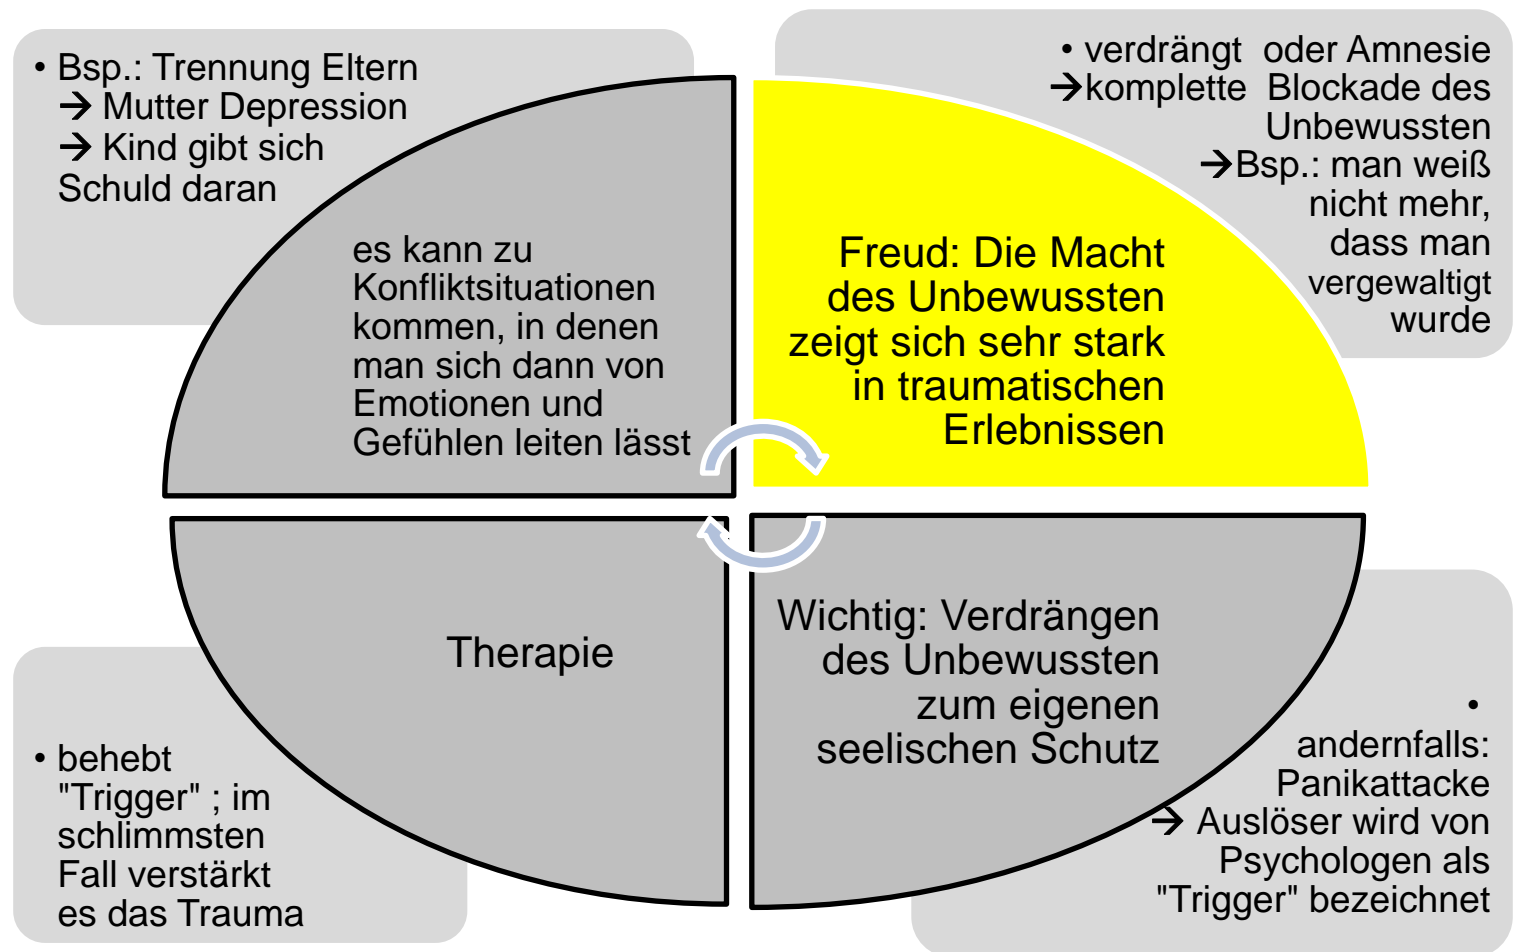 • Bsp.: Trennung Eltern
→ Mutter Depression
→ Kind gibt sich
Schuld daran
es kann zu
Konfliktsituationen
kommen, in denen
man sich dann von
Emotionen und
Gefühlen leiten lässt
• verdrängt oder Amnesie
→komplette Blockade des
Unbewussten
→Bsp.: man weiß
nicht mehr,
dass man
vergewaltigt
wurde
Freud: Die Macht
des Unbewussten
zeigt sich sehr stark
in traumatischen
Erlebnissen
Therapie
• behebt
"Trigger" ; im
schlimmsten
Fall verstärkt
es das Trauma
Wichtig: Verdrängen
des Unbewussten
zum eigenen
seelischen Schutz
•
andernfalls:
Panikattacke
→ Auslöser wird von
Psychologen als
"Trigger" bezeichnet